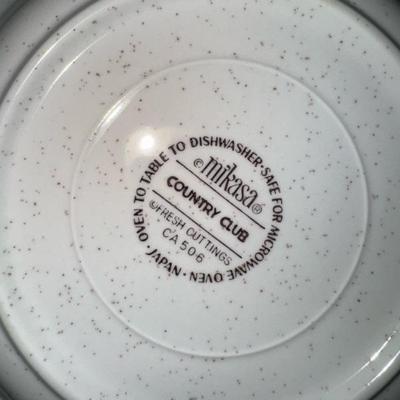 OVEN TO TABLE TO DISHWASHER • SAFE FOR MICROWAVE OVEN • JAPAN •
© mikasa ®
COUNTRY CLUB
© FRESH CUTTINGS
CA 506